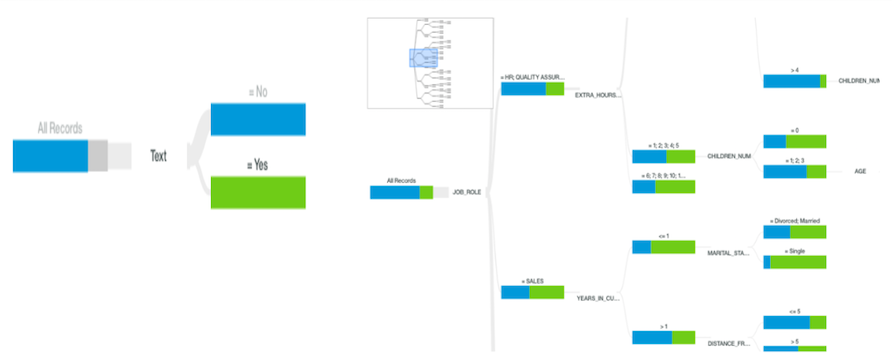 = No
All Records
Text
= Yes
= HR; QUALITY ASSUR...
EXTRA_HOURS...
> 4
CHILDREN_NUM
= 1; 2; 3; 4; 5
CHILDREN_NUM
= 0
= 6; 7; 8; 9; 10; 1...
= 1; 2; 3
AGE
All Records
JOB_ROLE
= SALES
YEARS_IN_CU...
<= 1
MARITAL_STA...
= Divorced; Married
= Single
> 1
DISTANCE_FR...
<= 5
> 5